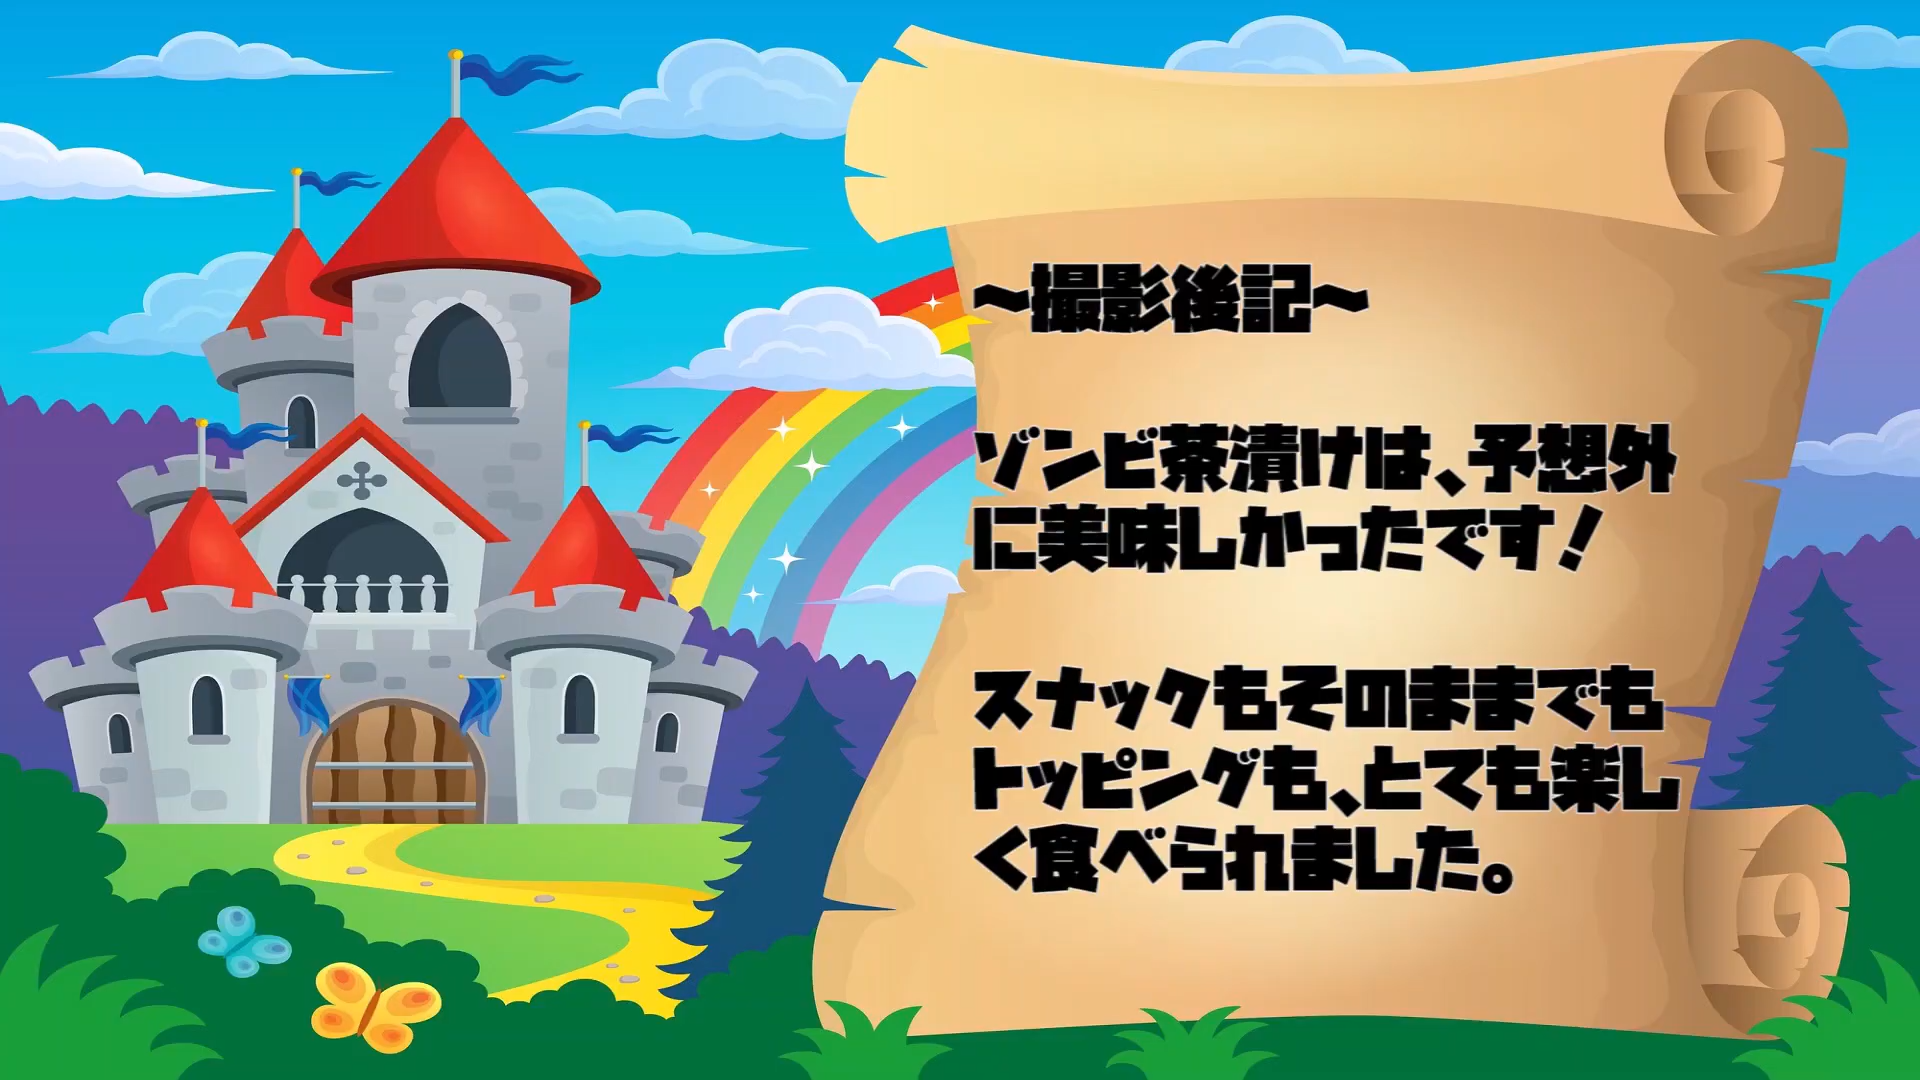 ～撮影後記～
ゾンビ茶漬けは、予想外
に美味しかったです！
スナックもそのままでも
トッピングも、とても楽し
く食べられました。